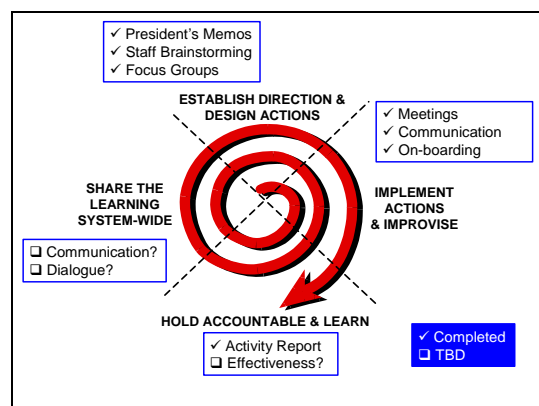 ✓ President's Memos
✓ Staff Brainstorming
✓ Focus Groups
ESTABLISH DIRECTION &
DESIGN ACTIONS
✓ Meetings
✓ Communication
✓ On-boarding
SHARE THE
LEARNING
SYSTEM-WIDE
IMPLEMENT
ACTIONS
& IMPROVISE
❑ Communication?
❑ Dialogue?
HOLD ACCOUNTABLE & LEARN
✓ Activity Report
❑ Effectiveness?
✓ Completed
❑ TBD